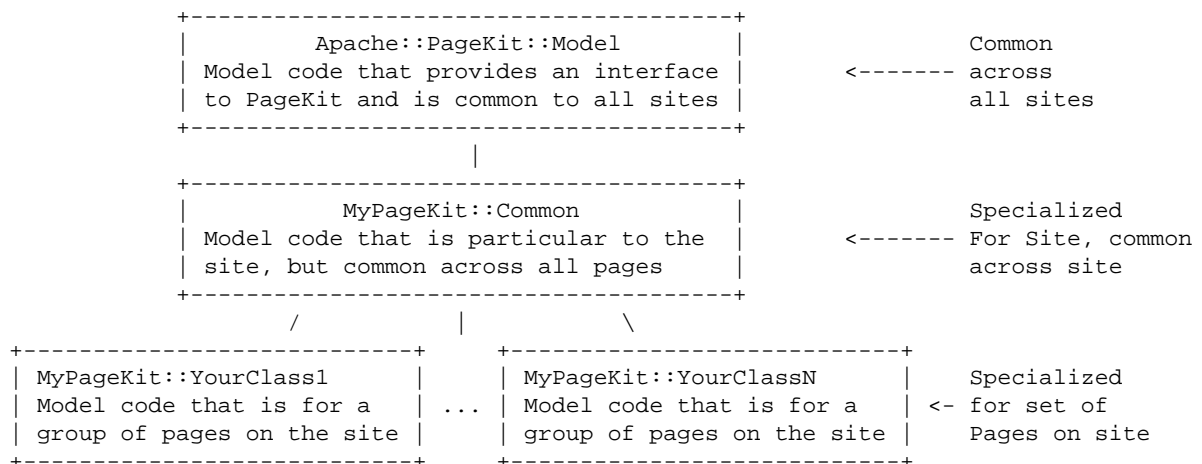 +-----------------------------------+
|        Apache::PageKit::Model     |        Common
| Model code that provides an interface |        <------- across
| to PageKit and is common to all sites |        all sites
+-----------------------------------+
|
+-----------------------------------+
|        MyPageKit::Common          |        Specialized
| Model code that is particular to the  |        <------- For Site, common
| site, but common across all pages |        across site
+-----------------------------------+
/        |        \
+--------------------------+    +--------------------------+
| MyPageKit::YourClass1    |    | MyPageKit::YourClassN    |    Specialized
| Model code that is for a   | ... | Model code that is for a   | <- for set of
| group of pages on the site |    | group of pages on the site |    Pages on site
+--------------------------+    +--------------------------+